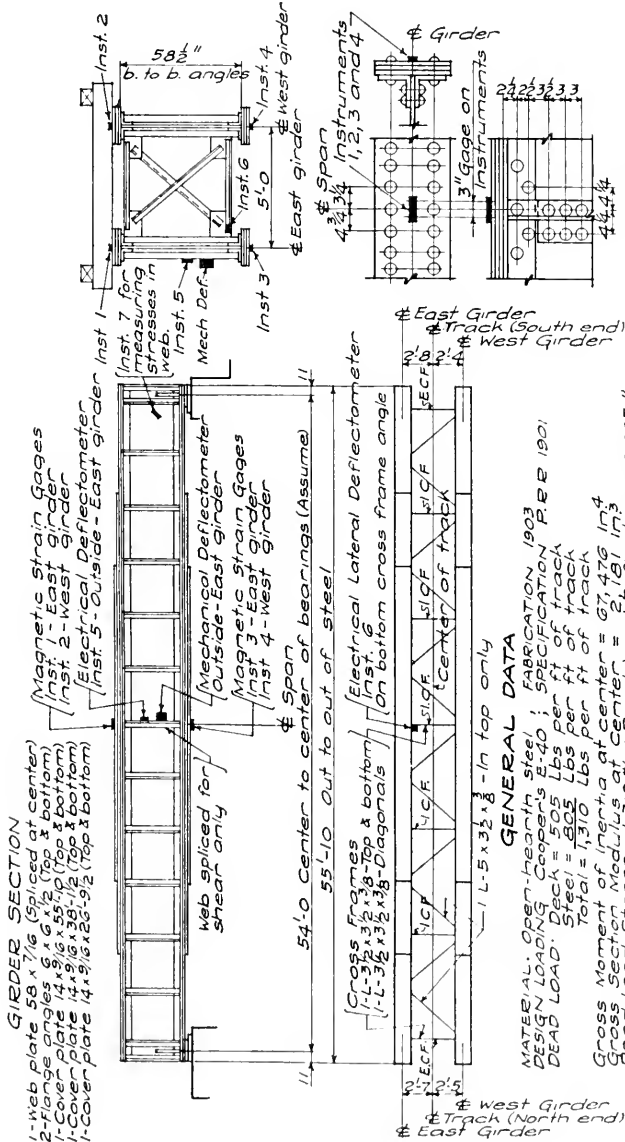 GIRDER SECTION
1-Web plate 58 x 7/16 (Spliced at center)
2-Flange angles 6 x 6 x 1/2 (Top & bottom)
1-Cover plate 14 x 9/16 x 55'-10 (Top & bottom)
1-Cover plate 14 x 9/16 x 38'-1 1/2 (Top & bottom)
1-Cover plate 14 x 9/16 x 26'-9 1/2 (Top & bottom)
Magnetic Strain Gages
Inst. 1 - East girder
Inst. 2 - West girder
Electrical Deflectometer
Inst. 5 - Outside - East girder
Web spliced for
shear only
Mechanical Deflectometer
Outside - East girder
Magnetic Strain Gages
Inst 3 - East girder
Inst 4 - West girder
℄ Span
11
54'-0 Center to center of bearings (Assume)
11
55'-10 Out to out of steel
Inst. 2
Inst 1
Inst. 7 for
measuring
stresses in
web.
Inst. 5
Mech Def.
58 1/2"
b. to b. angles
Inst. 6
5'-0
Inst. 4
Inst 3
℄ West girder
℄ East girder
℄ Span
Instruments
1, 2, 3 and 4
℄ Girder
3" Gage on
Instruments
Cross Frames
1-L-3 1/2 x 3 1/2 x 3/8 - Top & bottom
1-L-3 1/2 x 3 1/2 x 3/8 - Diagonals
Electrical Lateral Deflectometer
Inst. 6
On bottom cross frame angle
℄ East Girder
℄ Track (South end)
℄ West Girder
2'-8
2'-4
E.C.F.
I.C.F.
I.C.F.
I.C.F.
I.C.F.
I.C.F.
E.C.F.
Center of track
1 L-5 x 3 1/2 x 3/8 - In top only
2'-7
2'-5
℄ West Girder
℄ Track (North end)
℄ East Girder
GENERAL DATA
MATERIAL. Open-hearth steel ; FABRICATION 1903
DESIGN LOADING Cooper's E-40 ; SPECIFICATION P.R.R 1901
DEAD LOAD: Deck = 505 Lbs per ft of track
Steel = 805 Lbs per ft of track
Total = 1,310 Lbs per ft of track
Gross Moment of inertia at center = 67,476 in.4
Gross Section Modulus at center = 2,181 in.3